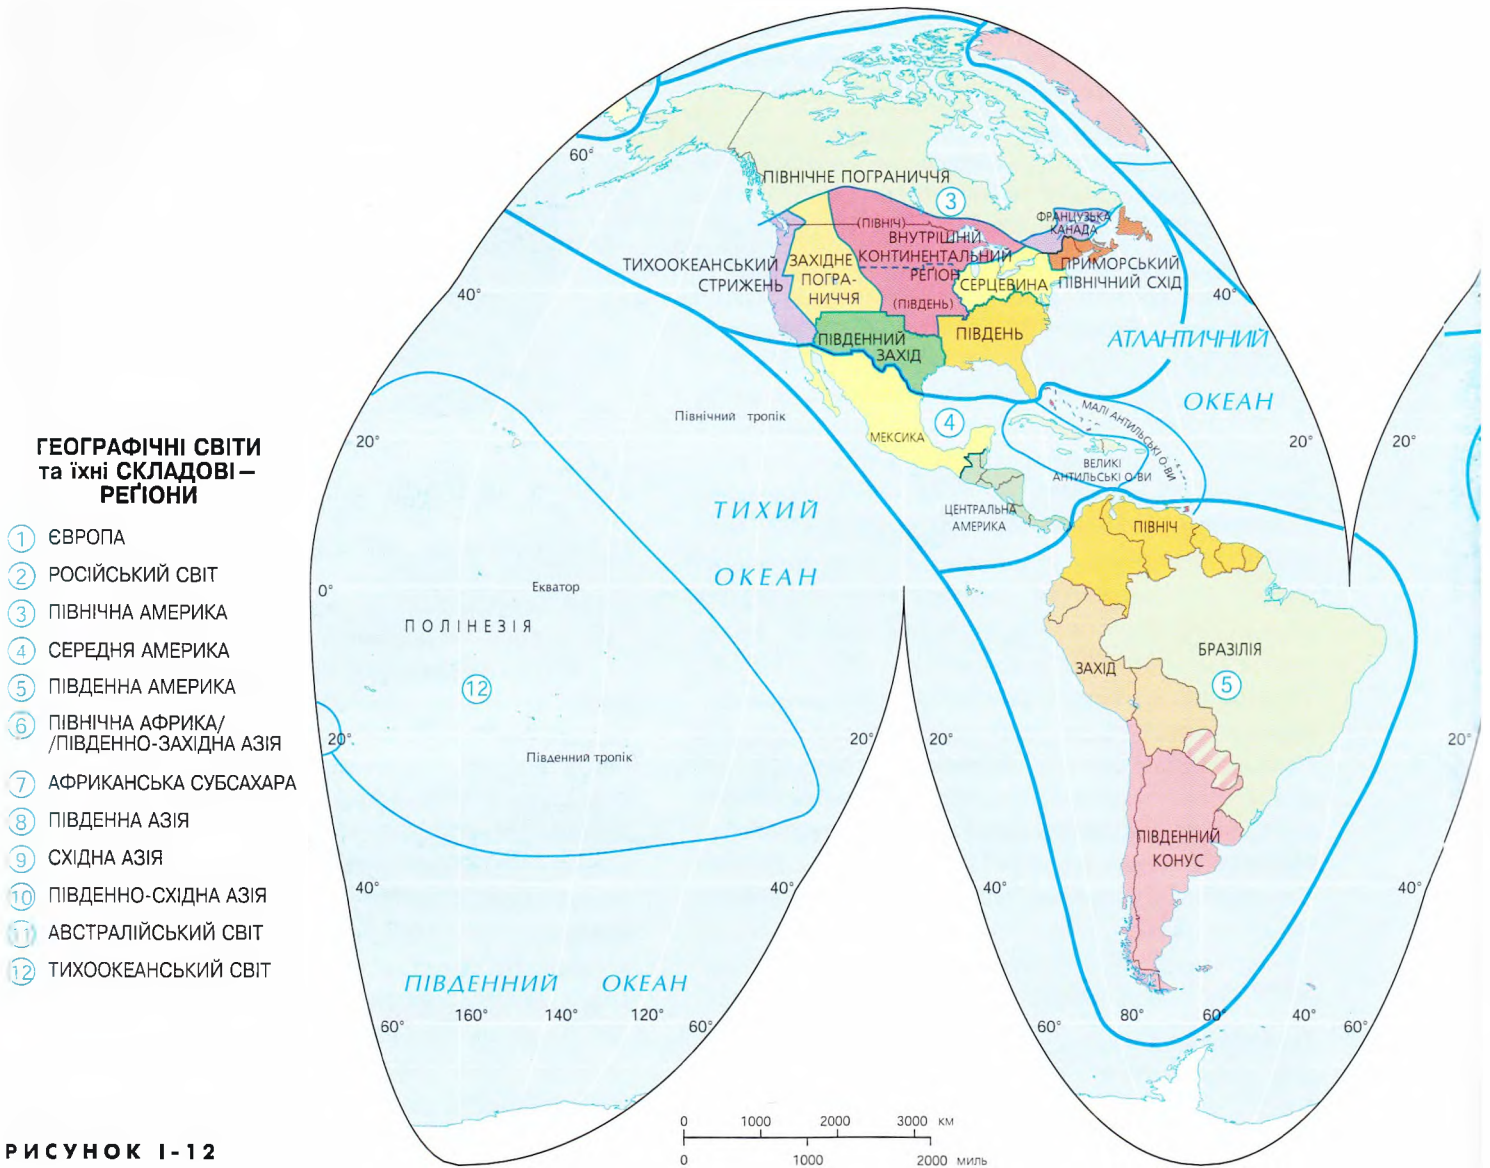 ГЕОГРАФІЧНІ СВІТИ
та їхні СКЛАДОВІ –
РЕҐІОНИ
1 ЄВРОПА
2 РОСІЙСЬКИЙ СВІТ
3 ПІВНІЧНА АМЕРИКА
4 СЕРЕДНЯ АМЕРИКА
5 ПІВДЕННА АМЕРИКА
6 ПІВНІЧНА АФРИКА/
/ПІВДЕННО-ЗАХІДНА АЗІЯ
7 АФРИКАНСЬКА СУБСАХАРА
8 ПІВДЕННА АЗІЯ
9 СХІДНА АЗІЯ
10 ПІВДЕННО-СХІДНА АЗІЯ
11 АВСТРАЛІЙСЬКИЙ СВІТ
12 ТИХООКЕАНСЬКИЙ СВІТ
РИСУНОК І-12
60°
ПІВНІЧНЕ ПОГРАНИЧЧЯ
3
ФРАНЦУЗЬКА
КАНАДА
(ПІВНІЧ)
ВНУТРІШНІЙ
КОНТИНЕНТАЛЬНИЙ
РЕҐІОН
(ПІВДЕНЬ)
ТИХООКЕАНСЬКИЙ
СТРИЖЕНЬ
ЗАХІДНЕ
ПОГРА-
НИЧЧЯ
СЕРЦЕВИНА
ПРИМОРСЬКИЙ
ПІВНІЧНИЙ СХІД
40°
40°
ПІВДЕННИЙ
ЗАХІД
ПІВДЕНЬ
АТЛАНТИЧНИЙ
ОКЕАН
Північний тропік
МЕКСИКА
4
МАЛІ АНТИЛЬСЬКІ О-ВИ
ВЕЛИКІ
АНТИЛЬСЬКІ О-ВИ
20°
20°
20°
ТИХИЙ
ОКЕАН
ЦЕНТРАЛЬНА
АМЕРИКА
ПІВНІЧ
0°
Екватор
ПОЛІНЕЗІЯ
12
ЗАХІД
БРАЗІЛІЯ
5
20°
Південний тропік
20°
20°
20°
ПІВДЕННИЙ
КОНУС
40°
40°
40°
40°
ПІВДЕННИЙ ОКЕАН
60°
160°
140°
120°
60°
60°
80°
60°
40°
60°
0 1000 2000 3000 км
0 1000 2000 миль